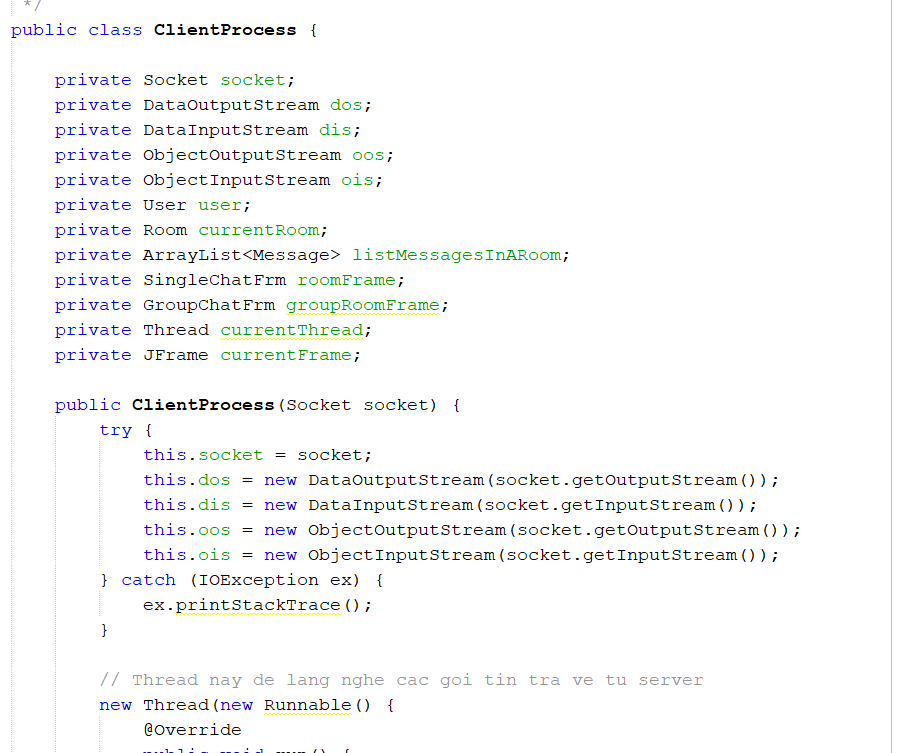 */
public class ClientProcess {
private Socket socket;
private DataOutputStream dos;
private DataInputStream dis;
private ObjectOutputStream oos;
private ObjectInputStream ois;
private User user;
private Room currentRoom;
private ArrayList<Message> listMessagesInARoom;
private SingleChatFrm roomFrame;
private GroupChatFrm groupRoomFrame;
private Thread currentThread;
private JFrame currentFrame;
public ClientProcess(Socket socket) {
try {
this.socket = socket;
this.dos = new DataOutputStream(socket.getOutputStream());
this.dis = new DataInputStream(socket.getInputStream());
this.oos = new ObjectOutputStream(socket.getOutputStream());
this.ois = new ObjectInputStream(socket.getInputStream());
} catch (IOException ex) {
ex.printStackTrace();
}
// Thread nay de lang nghe cac goi tin tra ve tu server
new Thread(new Runnable() {
@Override
public void run() {